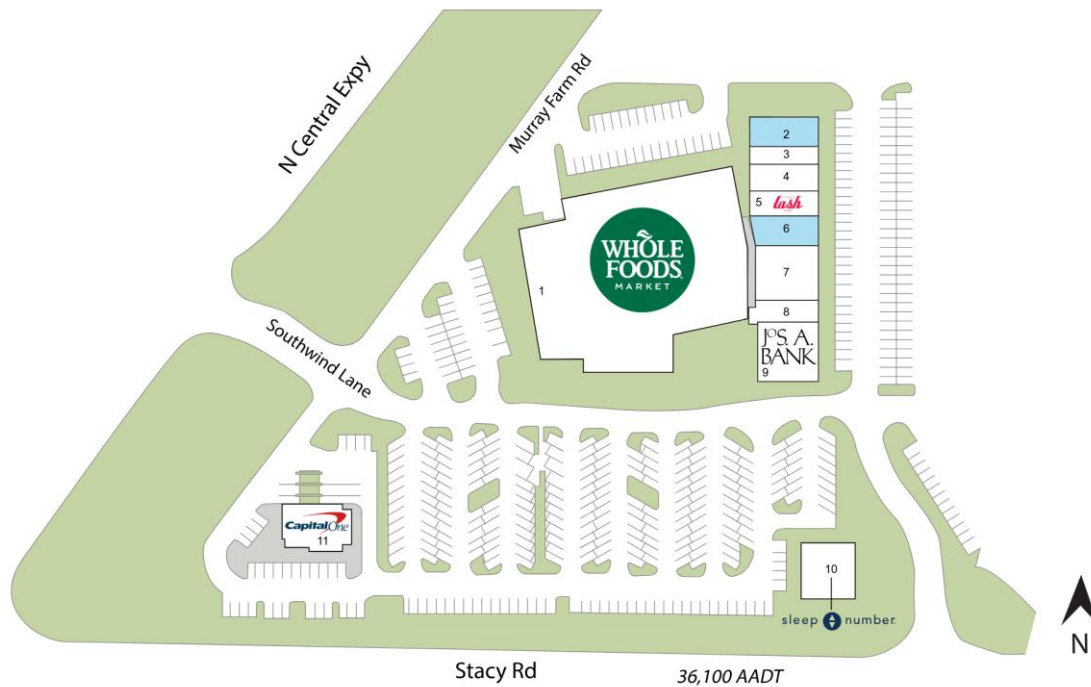 N Central Expy
Murray Farm Rd
2
3
4
5 lash
6
7
8
JOS. A.
BANK
9
WHOLE
FOODS
MARKET
1
Southwind Lane
Capital One
11
10
sleep number.
Stacy Rd
36,100 AADT
N